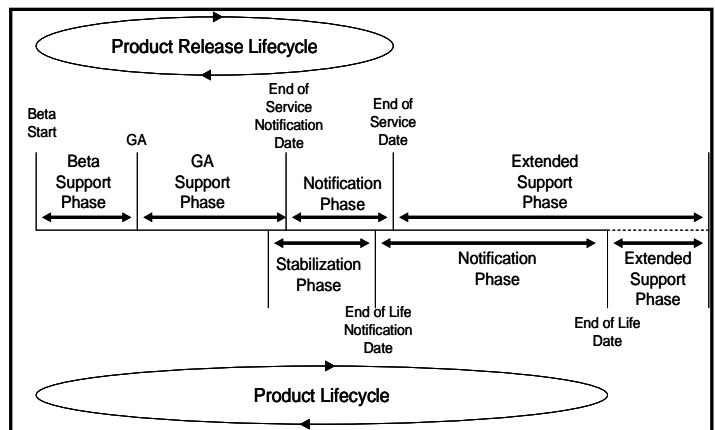 Product Release Lifecycle
Beta
Start
GA
End of
Service
Notification
Date
End of
Service
Date
Beta
Support
Phase
GA
Support
Phase
Notification
Phase
Extended
Support
Phase
Stabilization
Phase
Notification
Phase
Extended
Support
Phase
End of Life
Notification
Date
End of Life
Date
Product Lifecycle